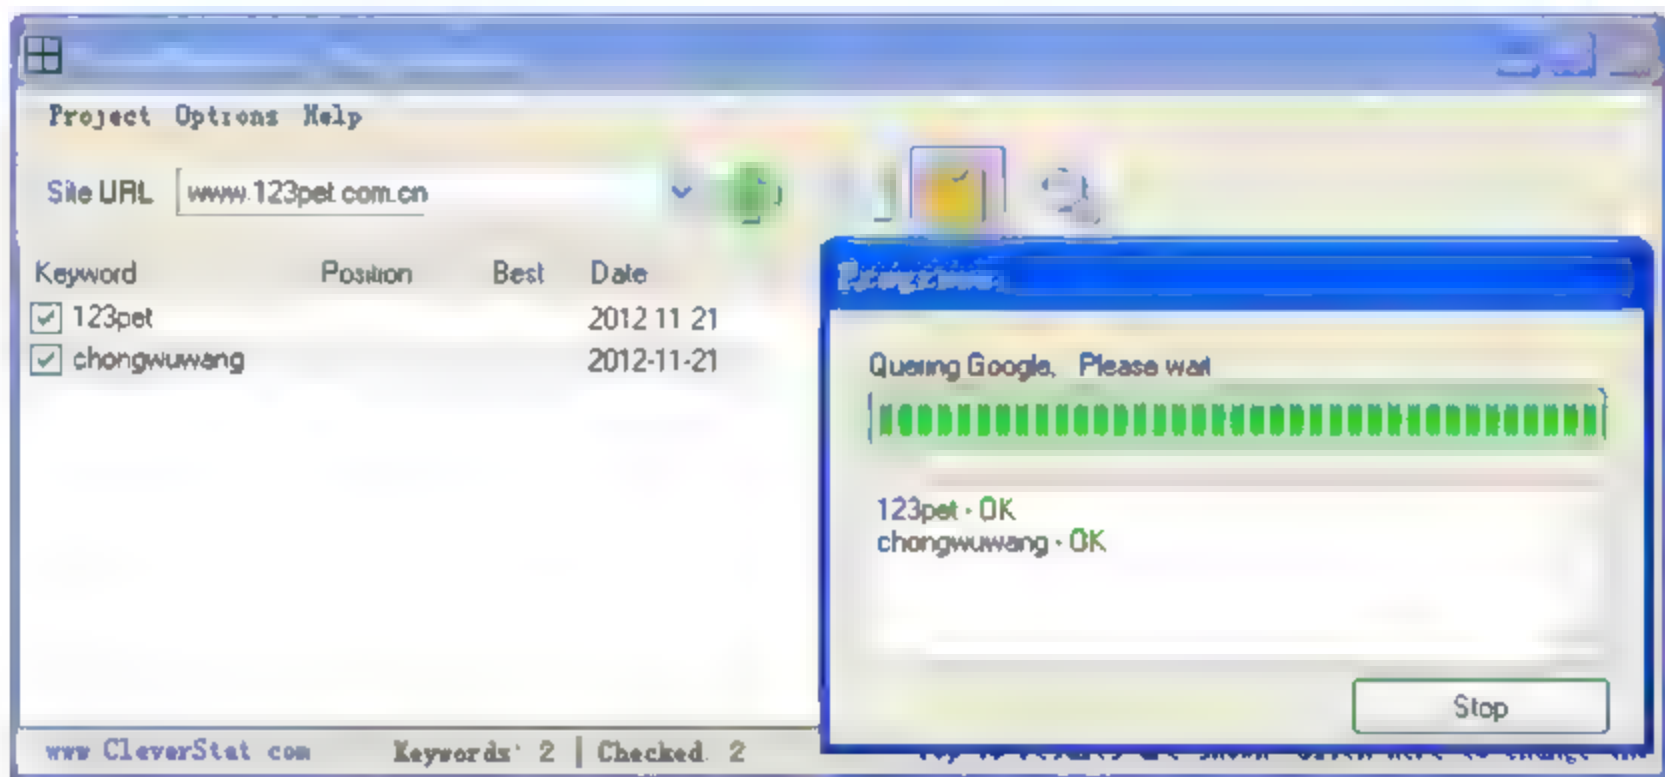 Project Options Help
Site URL www.123pet.com.cn
Keyword Position Best Date
123pet 2012 11 21
chongwuwang 2012-11-21
Quering Google, Please wait
123pet - OK
chongwuwang - OK
Stop
www CleverStat com Keywords: 2 | Checked. 2